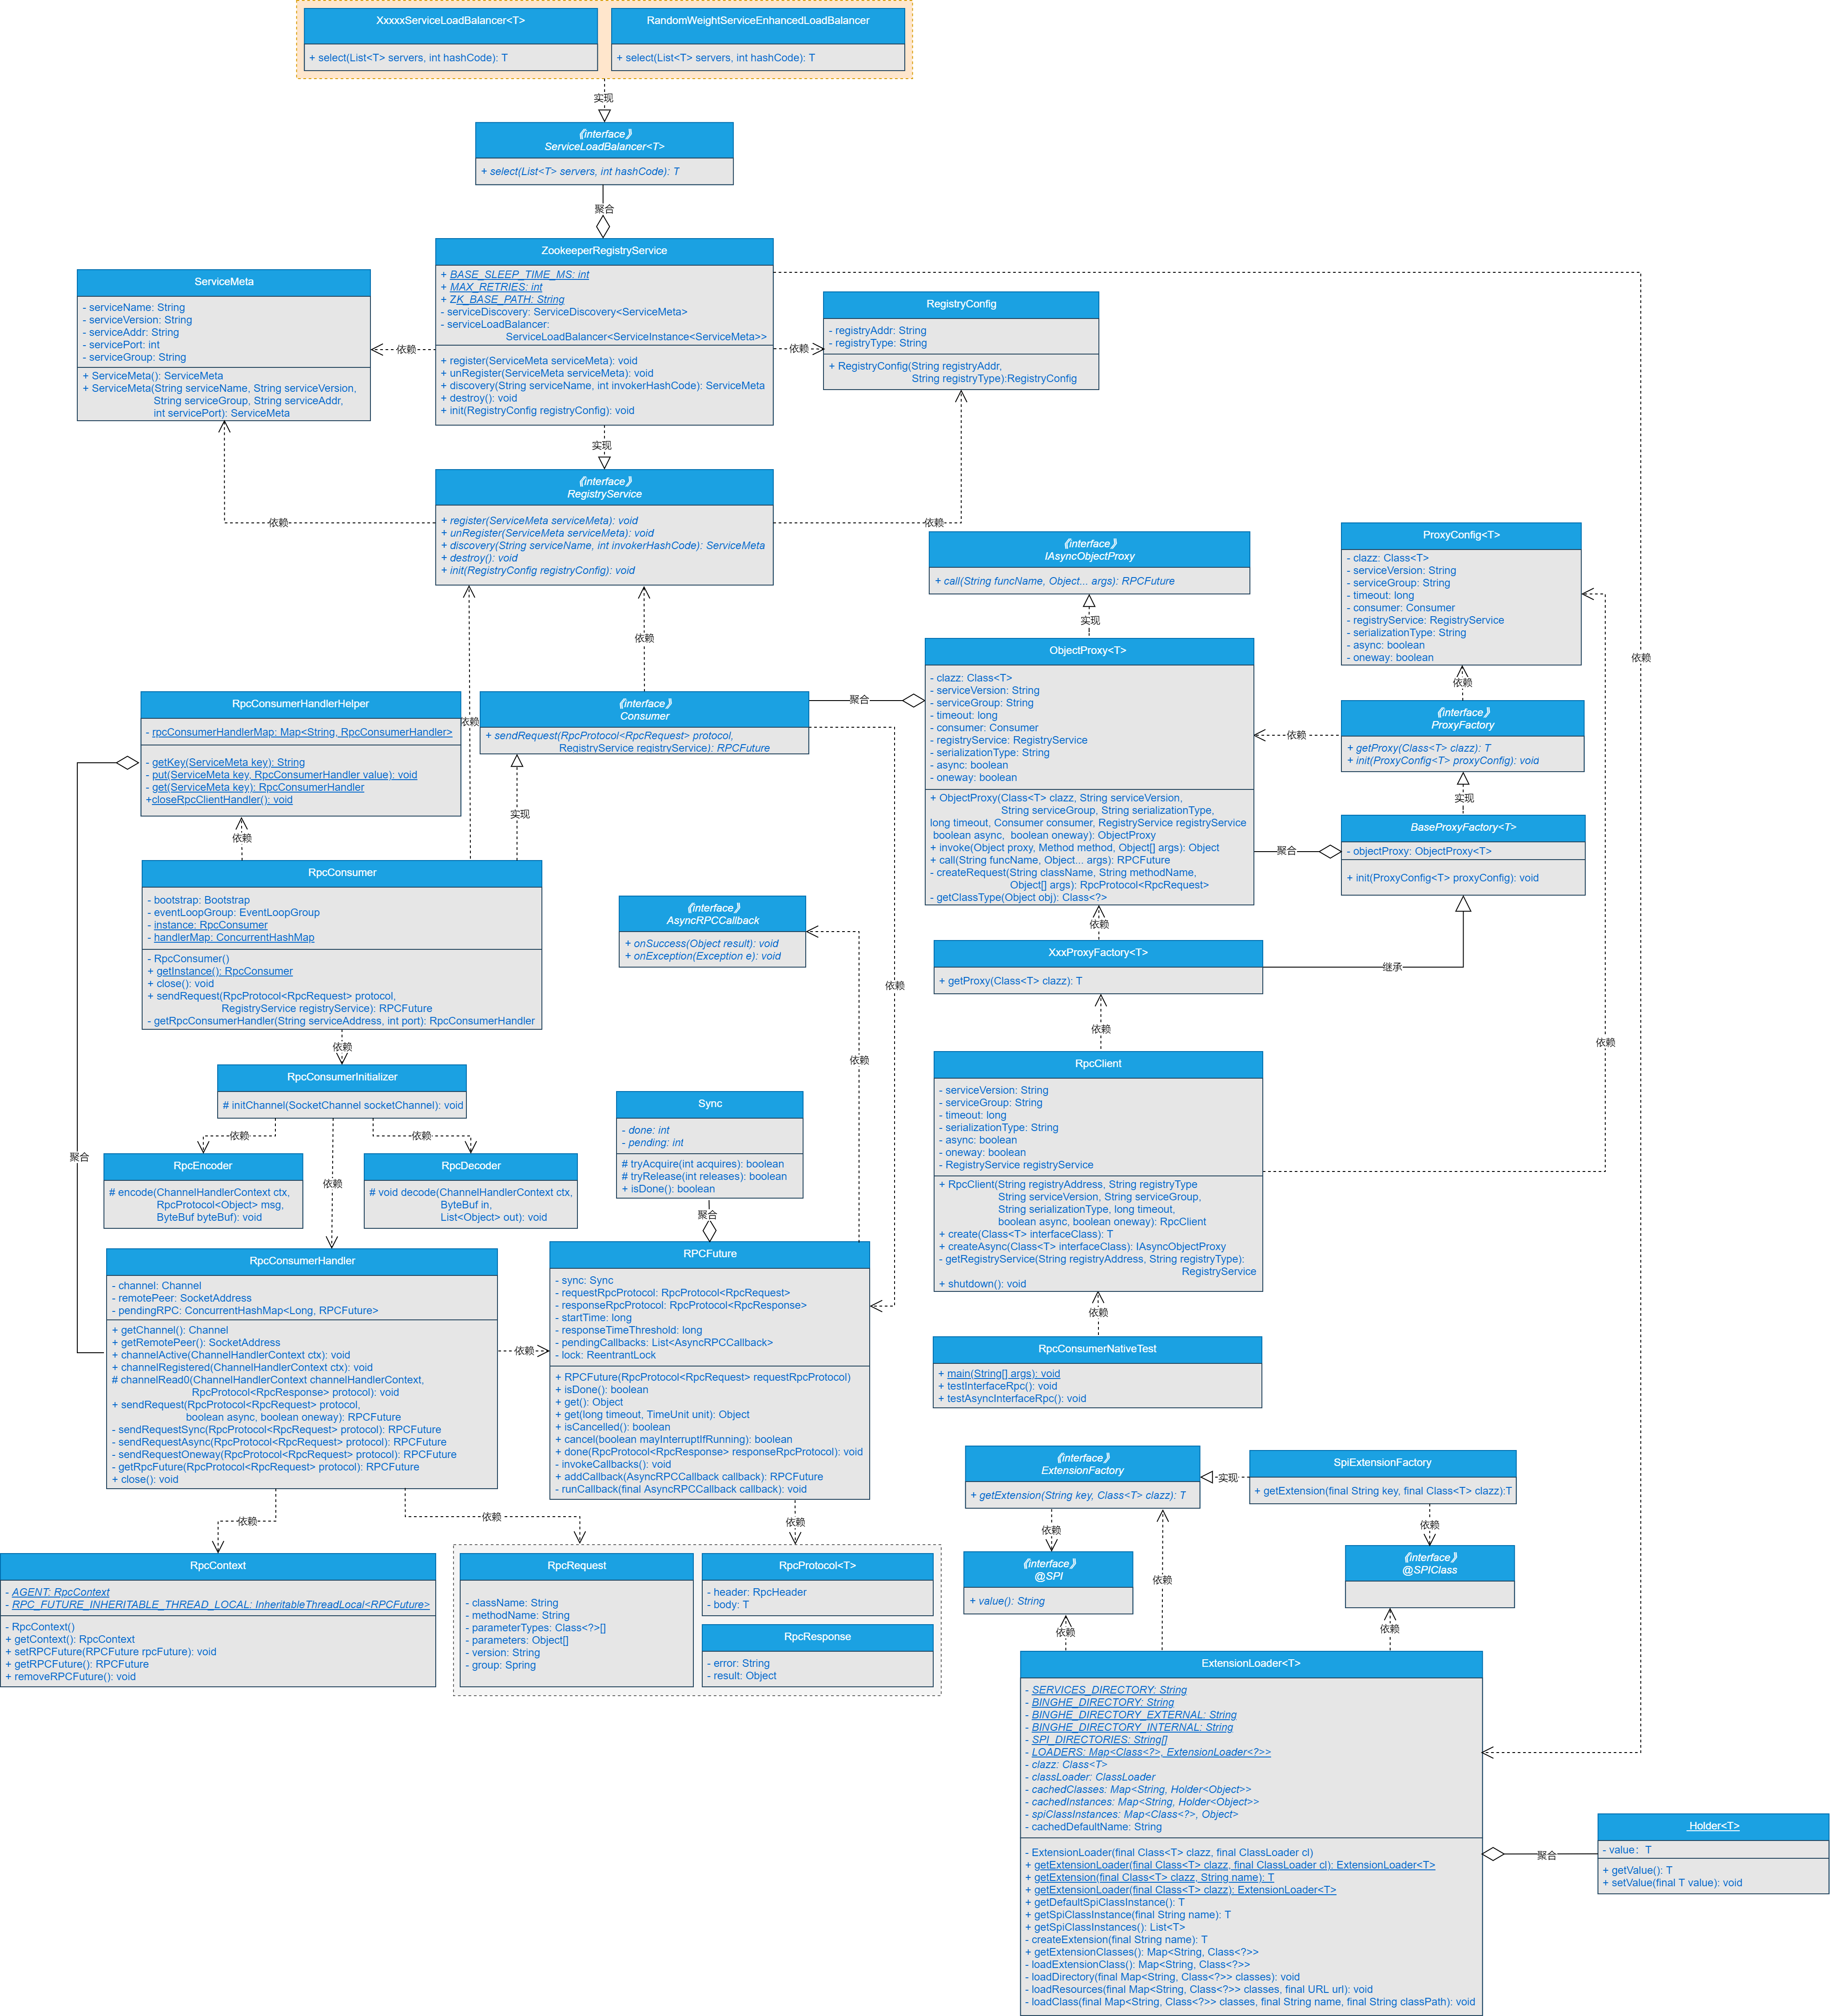 XxxxxServiceLoadBalancer<T>
+ select(List<T> servers, int hashCode): T
RandomWeightServiceEnhancedLoadBalancer
+ select(List<T> servers, int hashCode): T
实现
《interface》
ServiceLoadBalancer<T>
+ select(List<T> servers, int hashCode): T
聚合
ZookeeperRegistryService
+ BASE_SLEEP_TIME_MS: int
+ MAX_RETRIES: int
+ ZK_BASE_PATH: String
- serviceDiscovery: ServiceDiscovery<ServiceMeta>
- serviceLoadBalancer:
ServiceLoadBalancer<ServiceInstance<ServiceMeta>>
+ register(ServiceMeta serviceMeta): void
+ unRegister(ServiceMeta serviceMeta): void
+ discovery(String serviceName, int invokerHashCode): ServiceMeta
+ destroy(): void
+ init(RegistryConfig registryConfig): void
ServiceMeta
- serviceName: String
- serviceVersion: String
- serviceAddr: String
- servicePort: int
- serviceGroup: String
+ ServiceMeta(): ServiceMeta
+ ServiceMeta(String serviceName, String serviceVersion,
String serviceGroup, String serviceAddr,
int servicePort): ServiceMeta
依赖
依赖
RegistryConfig
- registryAddr: String
- registryType: String
+ RegistryConfig(String registryAddr,
String registryType):RegistryConfig
实现
《interface》
RegistryService
+ register(ServiceMeta serviceMeta): void
+ unRegister(ServiceMeta serviceMeta): void
+ discovery(String serviceName, int invokerHashCode): ServiceMeta
+ destroy(): void
+ init(RegistryConfig registryConfig): void
依赖
依赖
《interface》
IAsyncObjectProxy
+ call(String funcName, Object... args): RPCFuture
实现
ProxyConfig<T>
- clazz: Class<T>
- serviceVersion: String
- serviceGroup: String
- timeout: long
- consumer: Consumer
- registryService: RegistryService
- serializationType: String
- async: boolean
- oneway: boolean
依赖
依赖
依赖
ObjectProxy<T>
- clazz: Class<T>
- serviceVersion: String
- serviceGroup: String
- timeout: long
- consumer: Consumer
- registryService: RegistryService
- serializationType: String
- async: boolean
- oneway: boolean
+ ObjectProxy(Class<T> clazz, String serviceVersion,
String serviceGroup, String serializationType,
long timeout, Consumer consumer, RegistryService registryService
boolean async,  boolean oneway): ObjectProxy
+ invoke(Object proxy, Method method, Object[] args): Object
+ call(String funcName, Object... args): RPCFuture
- createRequest(String className, String methodName,
Object[] args): RpcProtocol<RpcRequest>
- getClassType(Object obj): Class<?>
RpcConsumerHandlerHelper
- rpcConsumerHandlerMap: Map<String, RpcConsumerHandler>
- getKey(ServiceMeta key): String
- put(ServiceMeta key, RpcConsumerHandler value): void
- get(ServiceMeta key): RpcConsumerHandler
+closeRpcClientHandler(): void
依赖
《interface》
Consumer
+ sendRequest(RpcProtocol<RpcRequest> protocol,
RegistryService registryService): RPCFuture
聚合
依赖
《interface》
ProxyFactory
+ getProxy(Class<T> clazz): T
+ init(ProxyConfig<T> proxyConfig): void
实现
BaseProxyFactory<T>
- objectProxy: ObjectProxy<T>
+ init(ProxyConfig<T> proxyConfig): void
聚合
实现
依赖
RpcConsumer
- bootstrap: Bootstrap
- eventLoopGroup: EventLoopGroup
- instance: RpcConsumer
- handlerMap: ConcurrentHashMap
- RpcConsumer()
+ getInstance(): RpcConsumer
+ close(): void
+ sendRequest(RpcProtocol<RpcRequest> protocol,
RegistryService registryService): RPCFuture
- getRpcConsumerHandler(String serviceAddress, int port): RpcConsumerHandler
《interface》
AsyncRPCCallback
+ onSuccess(Object result): void
+ onException(Exception e): void
依赖
XxxProxyFactory<T>
+ getProxy(Class<T> clazz): T
继承
依赖
依赖
依赖
依赖
依赖
RpcConsumerInitializer
# initChannel(SocketChannel socketChannel): void
RpcClient
- serviceVersion: String
- serviceGroup: String
- timeout: long
- serializationType: String
- async: boolean
- oneway: boolean
- RegistryService registryService
+ RpcClient(String registryAddress, String registryType
String serviceVersion, String serviceGroup,
String serializationType, long timeout,
boolean async, boolean oneway): RpcClient
+ create(Class<T> interfaceClass): T
+ createAsync(Class<T> interfaceClass): IAsyncObjectProxy
- getRegistryService(String registryAddress, String registryType):
RegistryService
+ shutdown(): void
Sync
- done: int
- pending: int
# tryAcquire(int acquires): boolean
# tryRelease(int releases): boolean
+ isDone(): boolean
聚合
依赖
依赖
聚合
依赖
RpcEncoder
# encode(ChannelHandlerContext ctx,
RpcProtocol<Object> msg,
ByteBuf byteBuf): void
RpcDecoder
# void decode(ChannelHandlerContext ctx,
ByteBuf in,
List<Object> out): void
RpcConsumerHandler
- channel: Channel
- remotePeer: SocketAddress
- pendingRPC: ConcurrentHashMap<Long, RPCFuture>
+ getChannel(): Channel
+ getRemotePeer(): SocketAddress
+ channelActive(ChannelHandlerContext ctx): void
+ channelRegistered(ChannelHandlerContext ctx): void
# channelRead0(ChannelHandlerContext channelHandlerContext,
RpcProtocol<RpcResponse> protocol): void
+ sendRequest(RpcProtocol<RpcRequest> protocol,
boolean async, boolean oneway): RPCFuture
- sendRequestSync(RpcProtocol<RpcRequest> protocol): RPCFuture
- sendRequestAsync(RpcProtocol<RpcRequest> protocol): RPCFuture
- sendRequestOneway(RpcProtocol<RpcRequest> protocol): RPCFuture
- getRpcFuture(RpcProtocol<RpcRequest> protocol): RPCFuture
+ close(): void
依赖
RPCFuture
- sync: Sync
- requestRpcProtocol: RpcProtocol<RpcRequest>
- responseRpcProtocol: RpcProtocol<RpcResponse>
- startTime: long
- responseTimeThreshold: long
- pendingCallbacks: List<AsyncRPCCallback>
- lock: ReentrantLock
+ RPCFuture(RpcProtocol<RpcRequest> requestRpcProtocol)
+ isDone(): boolean
+ get(): Object
+ get(long timeout, TimeUnit unit): Object
+ isCancelled(): boolean
+ cancel(boolean mayInterruptIfRunning): boolean
+ done(RpcProtocol<RpcResponse> responseRpcProtocol): void
- invokeCallbacks(): void
+ addCallback(AsyncRPCCallback callback): RPCFuture
- runCallback(final AsyncRPCCallback callback): void
依赖
RpcConsumerNativeTest
+ main(String[] args): void
+ testInterfaceRpc(): void
+ testAsyncInterfaceRpc(): void
《interface》
ExtensionFactory
+ getExtension(String key, Class<T> clazz): T
实现
SpiExtensionFactory
+ getExtension(final String key, final Class<T> clazz):T
依赖
依赖
依赖
依赖
依赖
RpcContext
- AGENT: RpcContext
- RPC_FUTURE_INHERITABLE_THREAD_LOCAL: InheritableThreadLocal<RPCFuture>
- RpcContext()
+ getContext(): RpcContext
+ setRPCFuture(RPCFuture rpcFuture): void
+ getRPCFuture(): RPCFuture
+ removeRPCFuture(): void
RpcRequest
- className: String
- methodName: String
- parameterTypes: Class<?>[]
- parameters: Object[]
- version: String
- group: Spring
RpcProtocol<T>
- header: RpcHeader
- body: T
RpcResponse
- error: String
- result: Object
《interface》
@SPI
+ value(): String
依赖
《interface》
@SPIClass
依赖
依赖
ExtensionLoader<T>
- SERVICES_DIRECTORY: String
- BINGHE_DIRECTORY: String
- BINGHE_DIRECTORY_EXTERNAL: String
- BINGHE_DIRECTORY_INTERNAL: String
- SPI_DIRECTORIES: String[]
- LOADERS: Map<Class<?>, ExtensionLoader<?>>
- clazz: Class<T>
- classLoader: ClassLoader
- cachedClasses: Map<String, Holder<Object>>
- cachedInstances: Map<String, Holder<Object>>
- spiClassInstances: Map<Class<?>, Object>
- cachedDefaultName: String
- ExtensionLoader(final Class<T> clazz, final ClassLoader cl)
+ getExtensionLoader(final Class<T> clazz, final ClassLoader cl): ExtensionLoader<T>
+ getExtension(final Class<T> clazz, String name): T
+ getExtensionLoader(final Class<T> clazz): ExtensionLoader<T>
+ getDefaultSpiClassInstance(): T
+ getSpiClassInstance(final String name): T
+ getSpiClassInstances(): List<T>
- createExtension(final String name): T
+ getExtensionClasses(): Map<String, Class<?>>
- loadExtensionClass(): Map<String, Class<?>>
- loadDirectory(final Map<String, Class<?>> classes): void
- loadResources(final Map<String, Class<?>> classes, final URL url): void
- loadClass(final Map<String, Class<?>> classes, final String name, final String classPath): void
聚合
Holder<T>
- value：T
+ getValue(): T
+ setValue(final T value): void